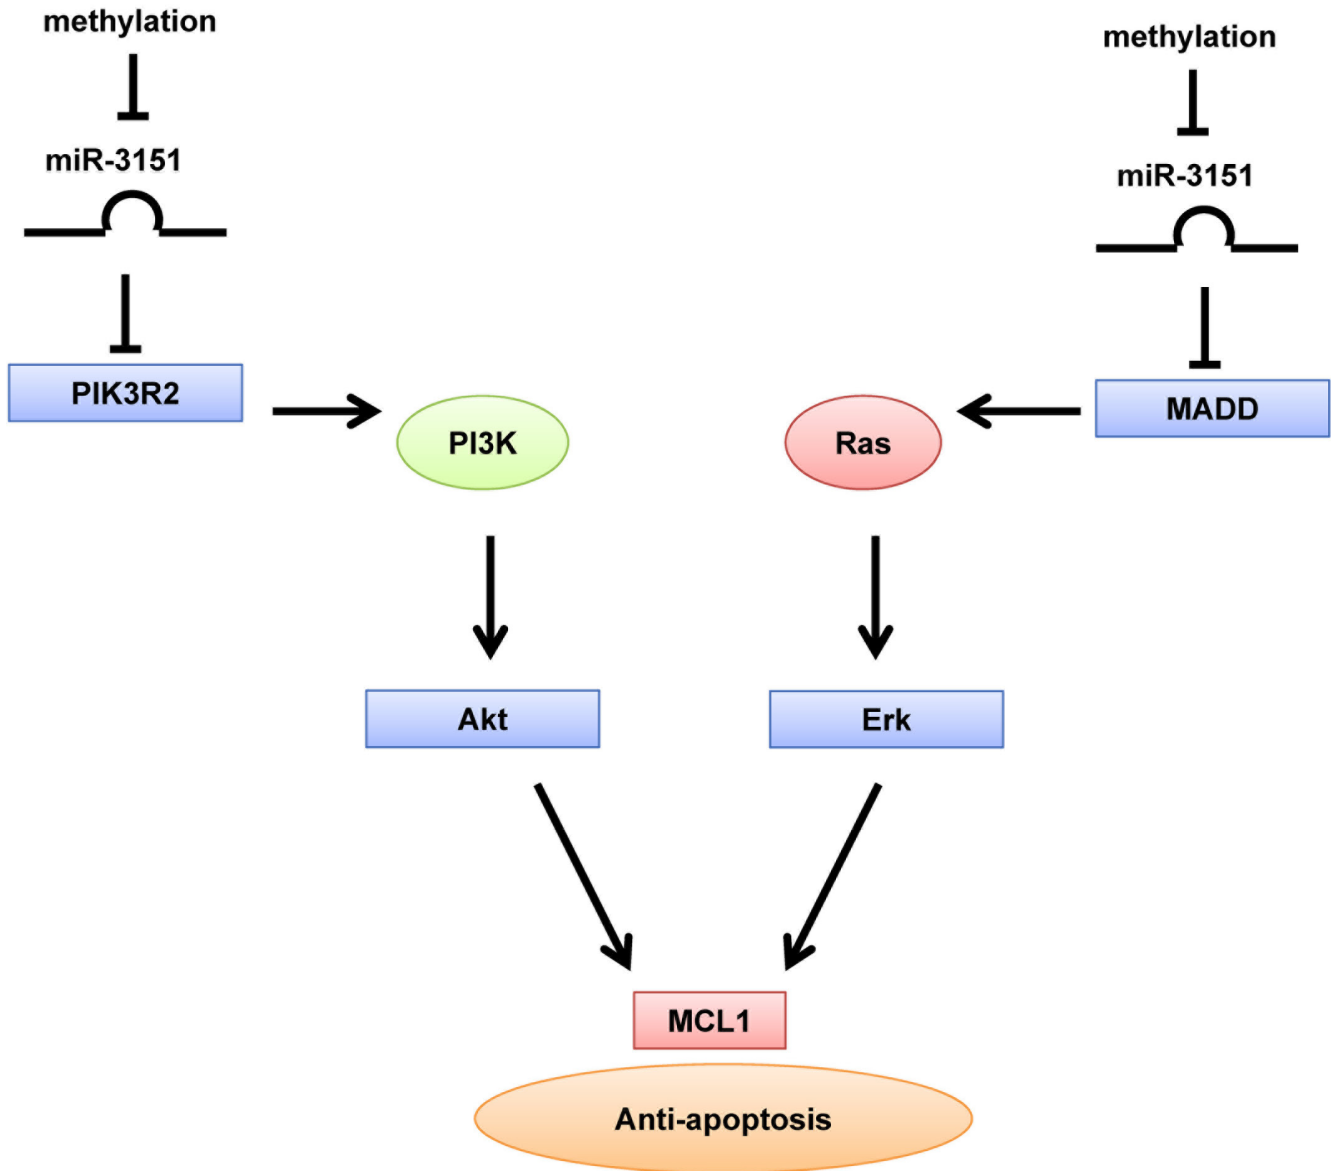 methylation
miR-3151
PIK3R2
methylation
miR-3151
MADD
PI3K
Ras
Akt
Erk
MCL1
Anti-apoptosis